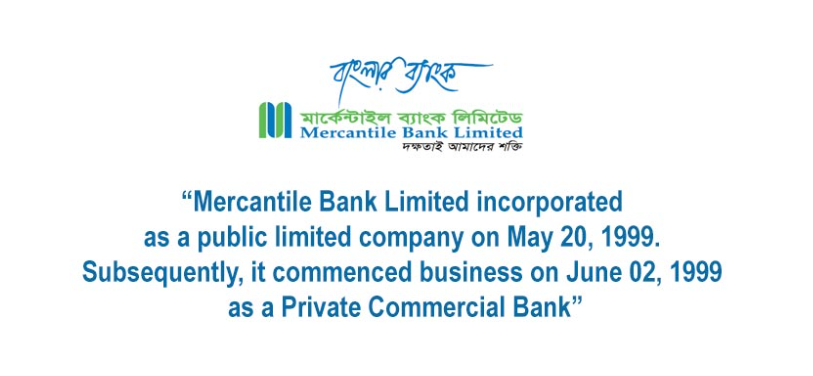 বাংলার ব্যাংক
মার্কেন্টাইল ব্যাংক লিমিটেড
Mercantile Bank Limited
দক্ষতাই আমাদের শক্তি
“Mercantile Bank Limited incorporated
as a public limited company on May 20, 1999.
Subsequently, it commenced business on June 02, 1999
as a Private Commercial Bank”